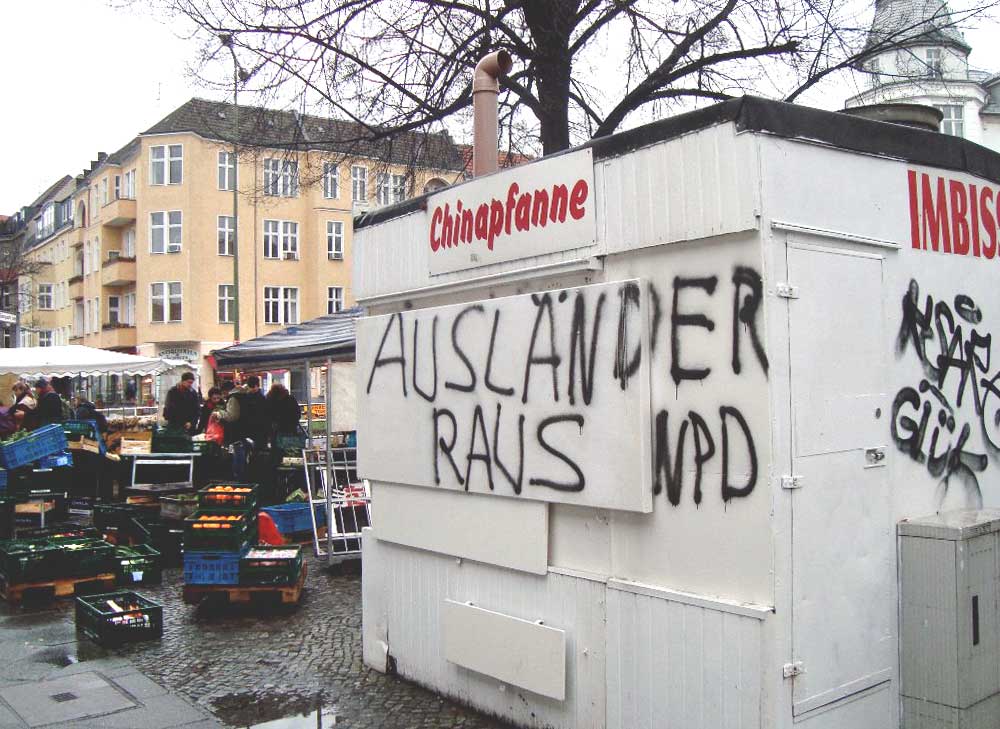 Chinapfanne
IMBISS
AUSLÄNDER
RAUS NPD